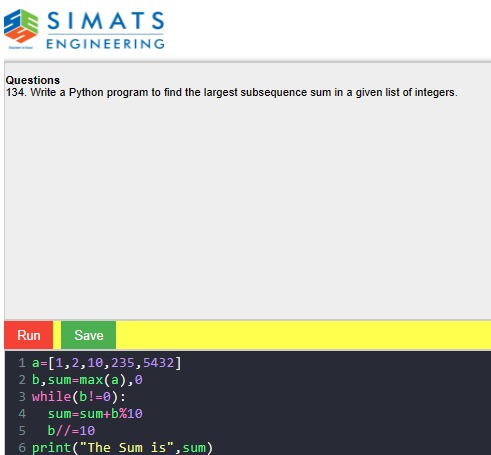 SIMATS
ENGINEERING
Questions
134. Write a Python program to find the largest subsequence sum in a given list of integers.
Run Save
1 a=[1,2,10,235,5432]
2 b,sum=max(a),0
3 while(b!=0):
4 sum=sum+b%10
5 b//=10
6 print("The Sum is",sum)